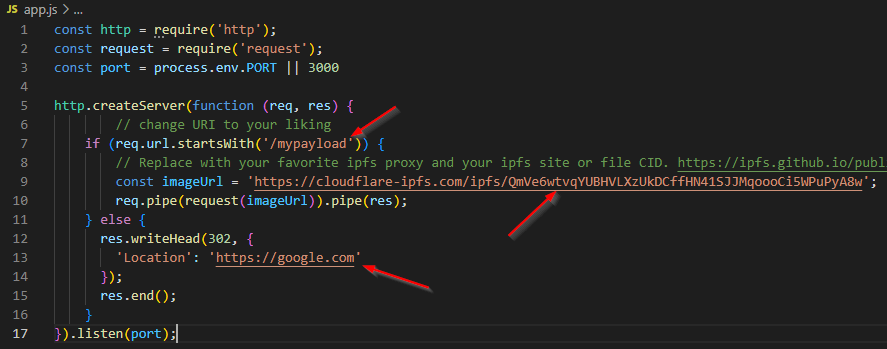 JS app.js > ...
1 const http = require('http');
2 const request = require('request');
3 const port = process.env.PORT || 3000
4
5 http.createServer(function (req, res) {
6 // change URI to your liking
7 if (req.url.startsWith('/mypayload')) {
8 // Replace with your favorite ipfs proxy and your ipfs site or file CID. https://ipfs.github.io/publ
9 const imageUrl = 'https://cloudflare-ipfs.com/ipfs/QmVe6wtvqYUBHVLXzUkDCffHN41SJJMqoooCi5WPuPyA8w';
10 req.pipe(request(imageUrl)).pipe(res);
11 } else {
12 res.writeHead(302, {
13 'Location': 'https://google.com'
14 });
15 res.end();
16 }
17 }).listen(port);